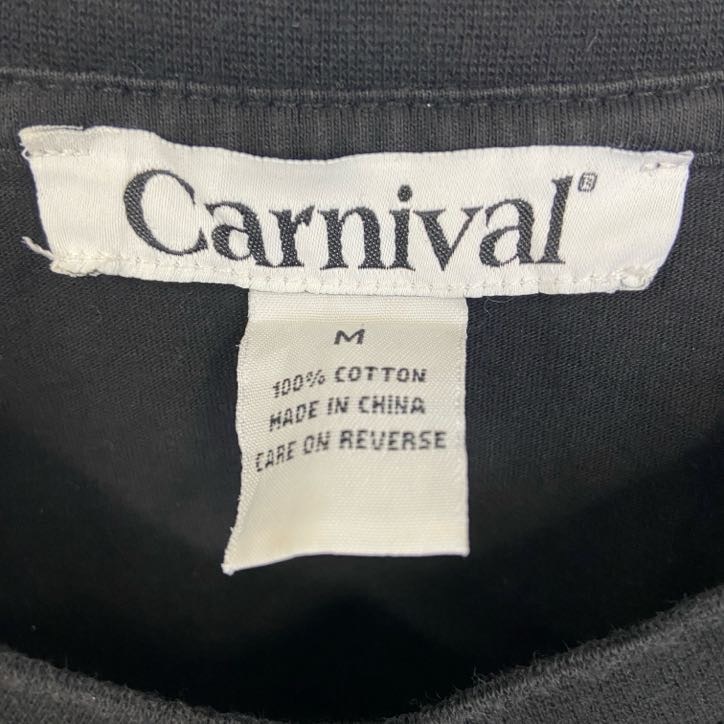 Carnival®
M
100% COTTON
MADE IN CHINA
CARE ON REVERSE